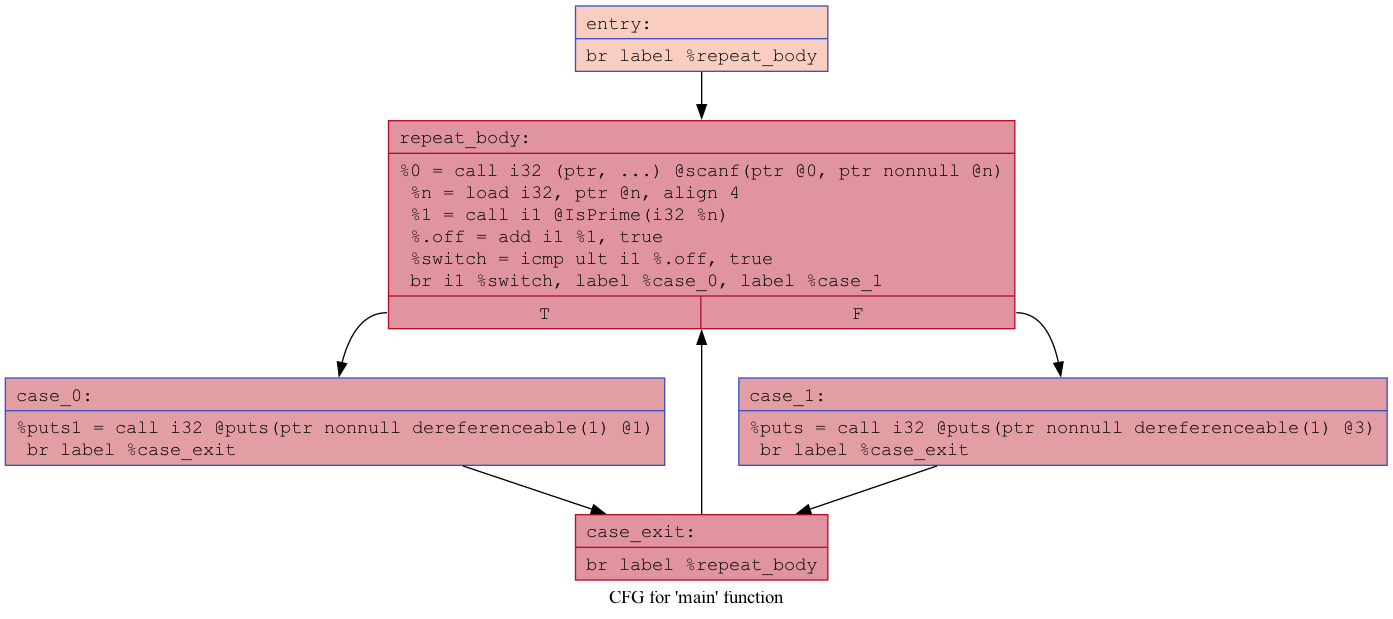 entry:
br label %repeat_body
repeat_body:
%0 = call i32 (ptr, ...) @scanf(ptr @0, ptr nonnull @n)
%n = load i32, ptr @n, align 4
%1 = call i1 @IsPrime(i32 %n)
%.off = add i1 %1, true
%switch = icmp ult i1 %.off, true
br i1 %switch, label %case_0, label %case_1
T F
case_0:
%puts1 = call i32 @puts(ptr nonnull dereferenceable(1) @1)
br label %case_exit
case_1:
%puts = call i32 @puts(ptr nonnull dereferenceable(1) @3)
br label %case_exit
case_exit:
br label %repeat_body
CFG for 'main' function